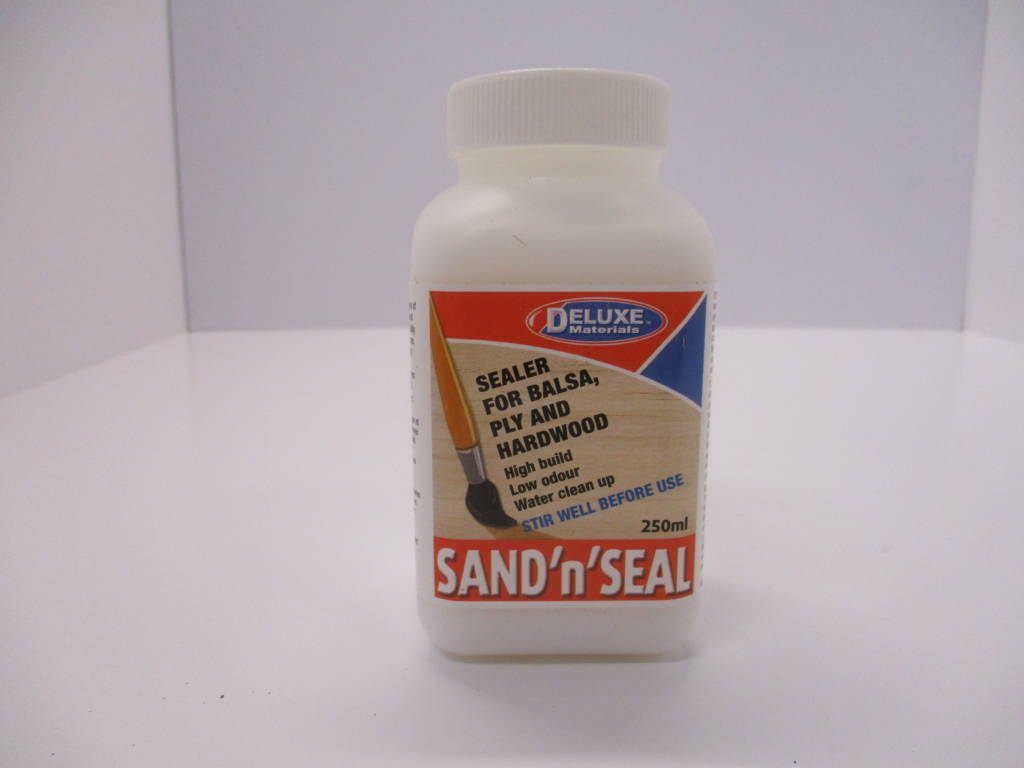 DELUXE
Materials
SEALER
FOR BALSA,
PLY AND
HARDWOOD
High build
Low odour
Water clean up
STIR WELL BEFORE USE
250ml
SAND'n'SEAL